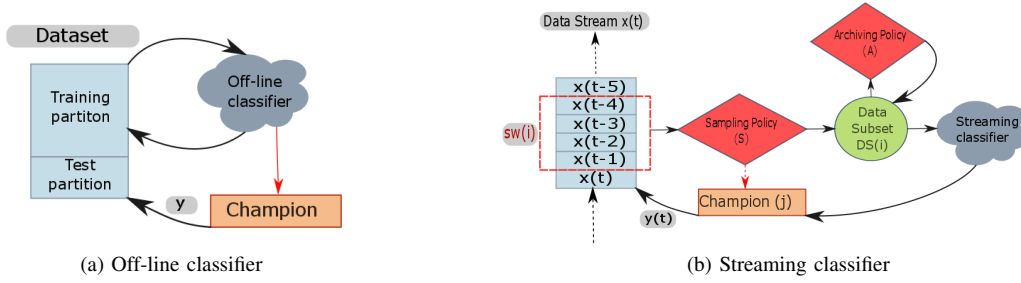 Dataset
Training
partiton
Test
partition
Off-line
classifier
y
Champion
(a) Off-line classifier
Data Stream x(t)
x(t-5)
x(t-4)
x(t-3)
x(t-2)
x(t-1)
x(t)
sw(i)
Sampling Policy
(S)
Archiving Policy
(A)
Data
Subset
DS(i)
Streaming
classifier
Champion (j)
y(t)
(b) Streaming classifier